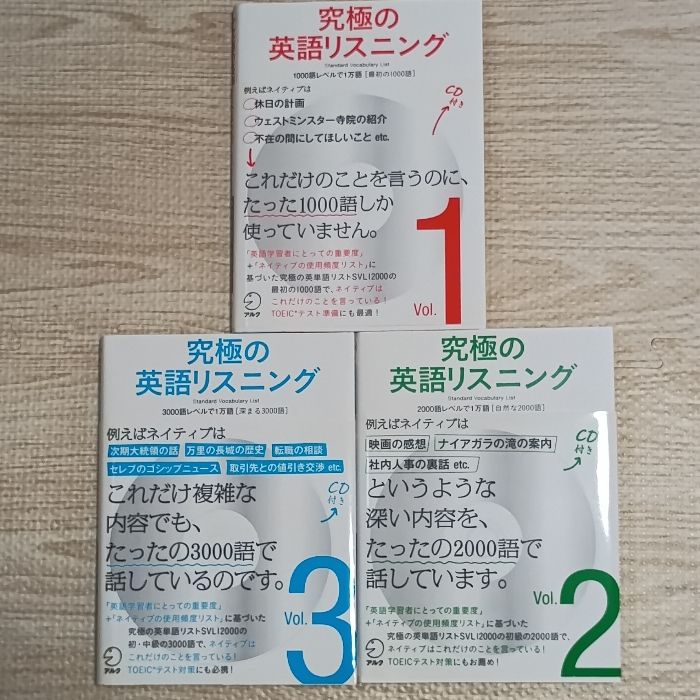 究極の
英語リスニング
Standard Vocabulary List
1000語レベルで1万語［最初の1000語］
例えばネイティブは
休日の計画
ウェストミンスター寺院の紹介
不在の間にしてほしいこと etc.
CD
付き
これだけのことを言うのに、
たった1000語しか
使っていません。
「英語学習者にとっての重要度」
＋「ネイティブの使用頻度リスト」に
基づいた究極の英単語リストSVL12000の
最初の1000語で、ネイティブは
これだけのことを言っている！
TOEIC®テスト準備にも最適！
アルク
Vol. 1
究極の
英語リスニング
Standard Vocabulary List
3000語レベルで1万語［深まる3000語］
例えばネイティブは
次期大統領の話 万里の長城の歴史 転職の相談
セレブのゴシップニュース 取引先との値引き交渉 etc.
CD
付き
これだけ複雑な
内容でも、
たったの3000語で
話しているのです。
「英語学習者にとっての重要度」
＋「ネイティブの使用頻度リスト」に基づいた
究極の英単語リストSVL12000の
初・中級の3000語で、ネイティブは
これだけのことを言っている！
TOEIC®テスト対策にも必携！
アルク
Vol. 3
究極の
英語リスニング
Standard Vocabulary List
2000語レベルで1万語［自然な2000語］
例えばネイティブは
映画の感想 ナイアガラの滝の案内
社内人事の裏話 etc.
CD
付き
というような
深い内容を、
たったの2000語で
話しています。
「英語学習者にとっての重要度」
＋「ネイティブの使用頻度リスト」に基づいた
究極の英単語リストSVL12000の初級の2000語で、
ネイティブはこれだけのことを言っている！
TOEIC®テスト対策にもお薦め！
アルク
Vol. 2